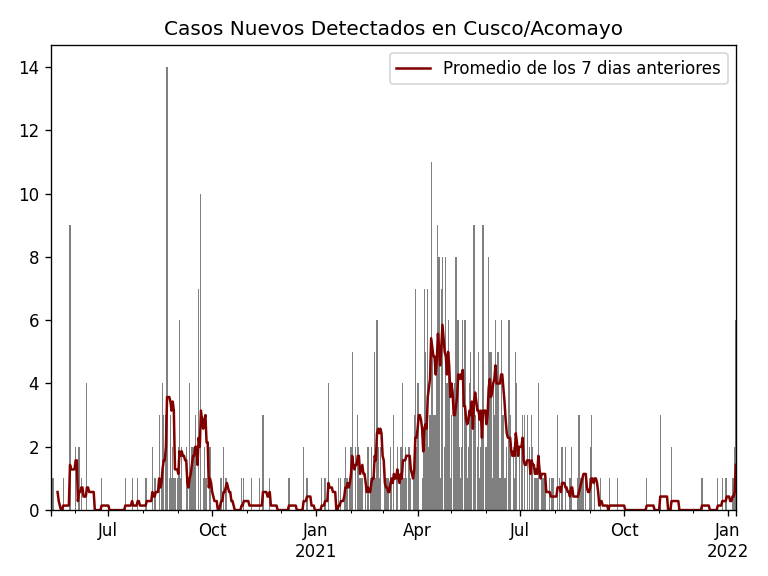 Casos Nuevos Detectados en Cusco/Acomayo
Promedio de los 7 dias anteriores
14
12
10
8
6
4
2
0
Jul
Oct
Jan
2021
Apr
Jul
Oct
Jan
2022